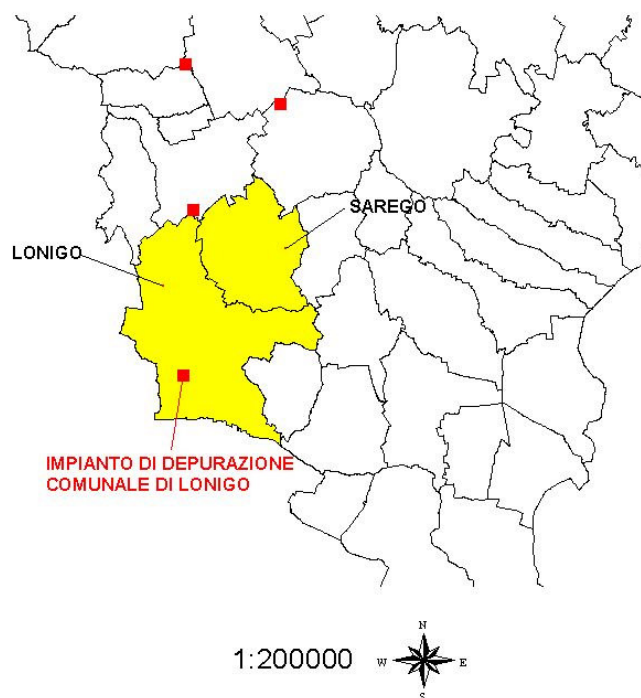 SAREGO
LONIGO
IMPIANTO DI DEPURAZIONE
COMUNALE DI LONIGO
N
1:200000
W E
S